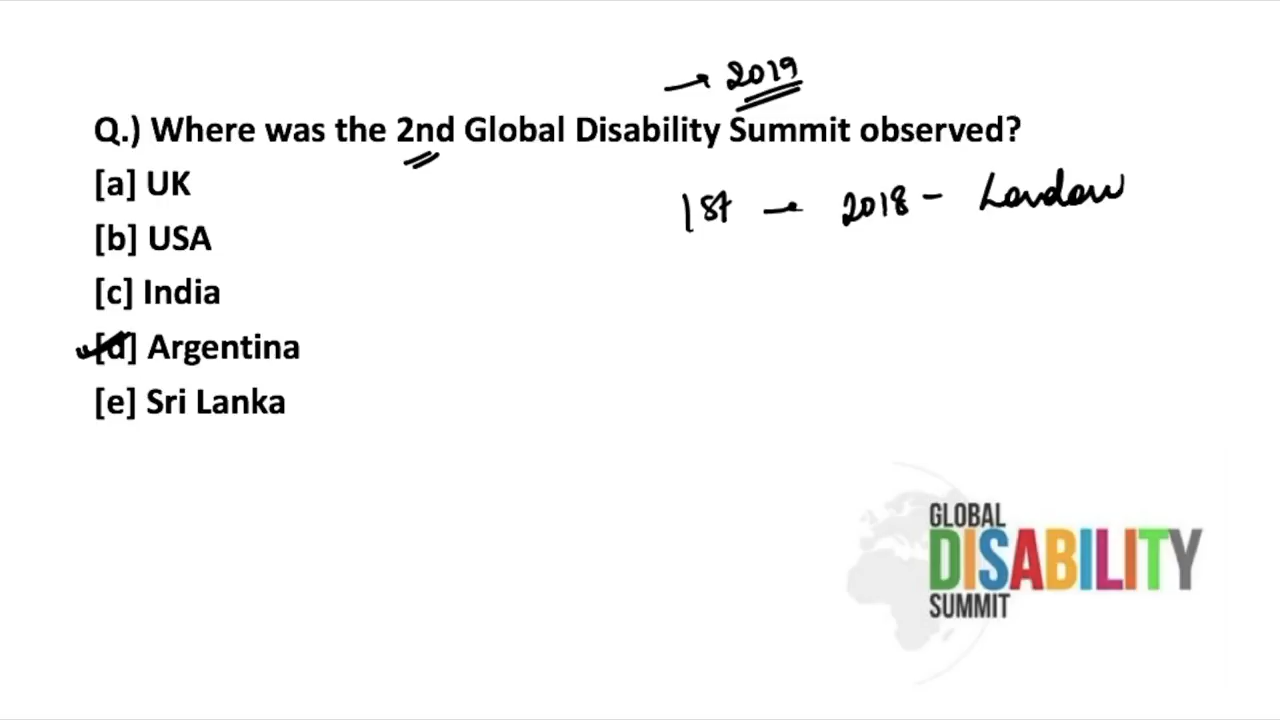 → 2019
Q.) Where was the 2nd Global Disability Summit observed?
[a] UK
1st → 2018 - London
[b] USA
[c] India
[d] Argentina
[e] Sri Lanka
GLOBAL
DISABILITY
SUMMIT